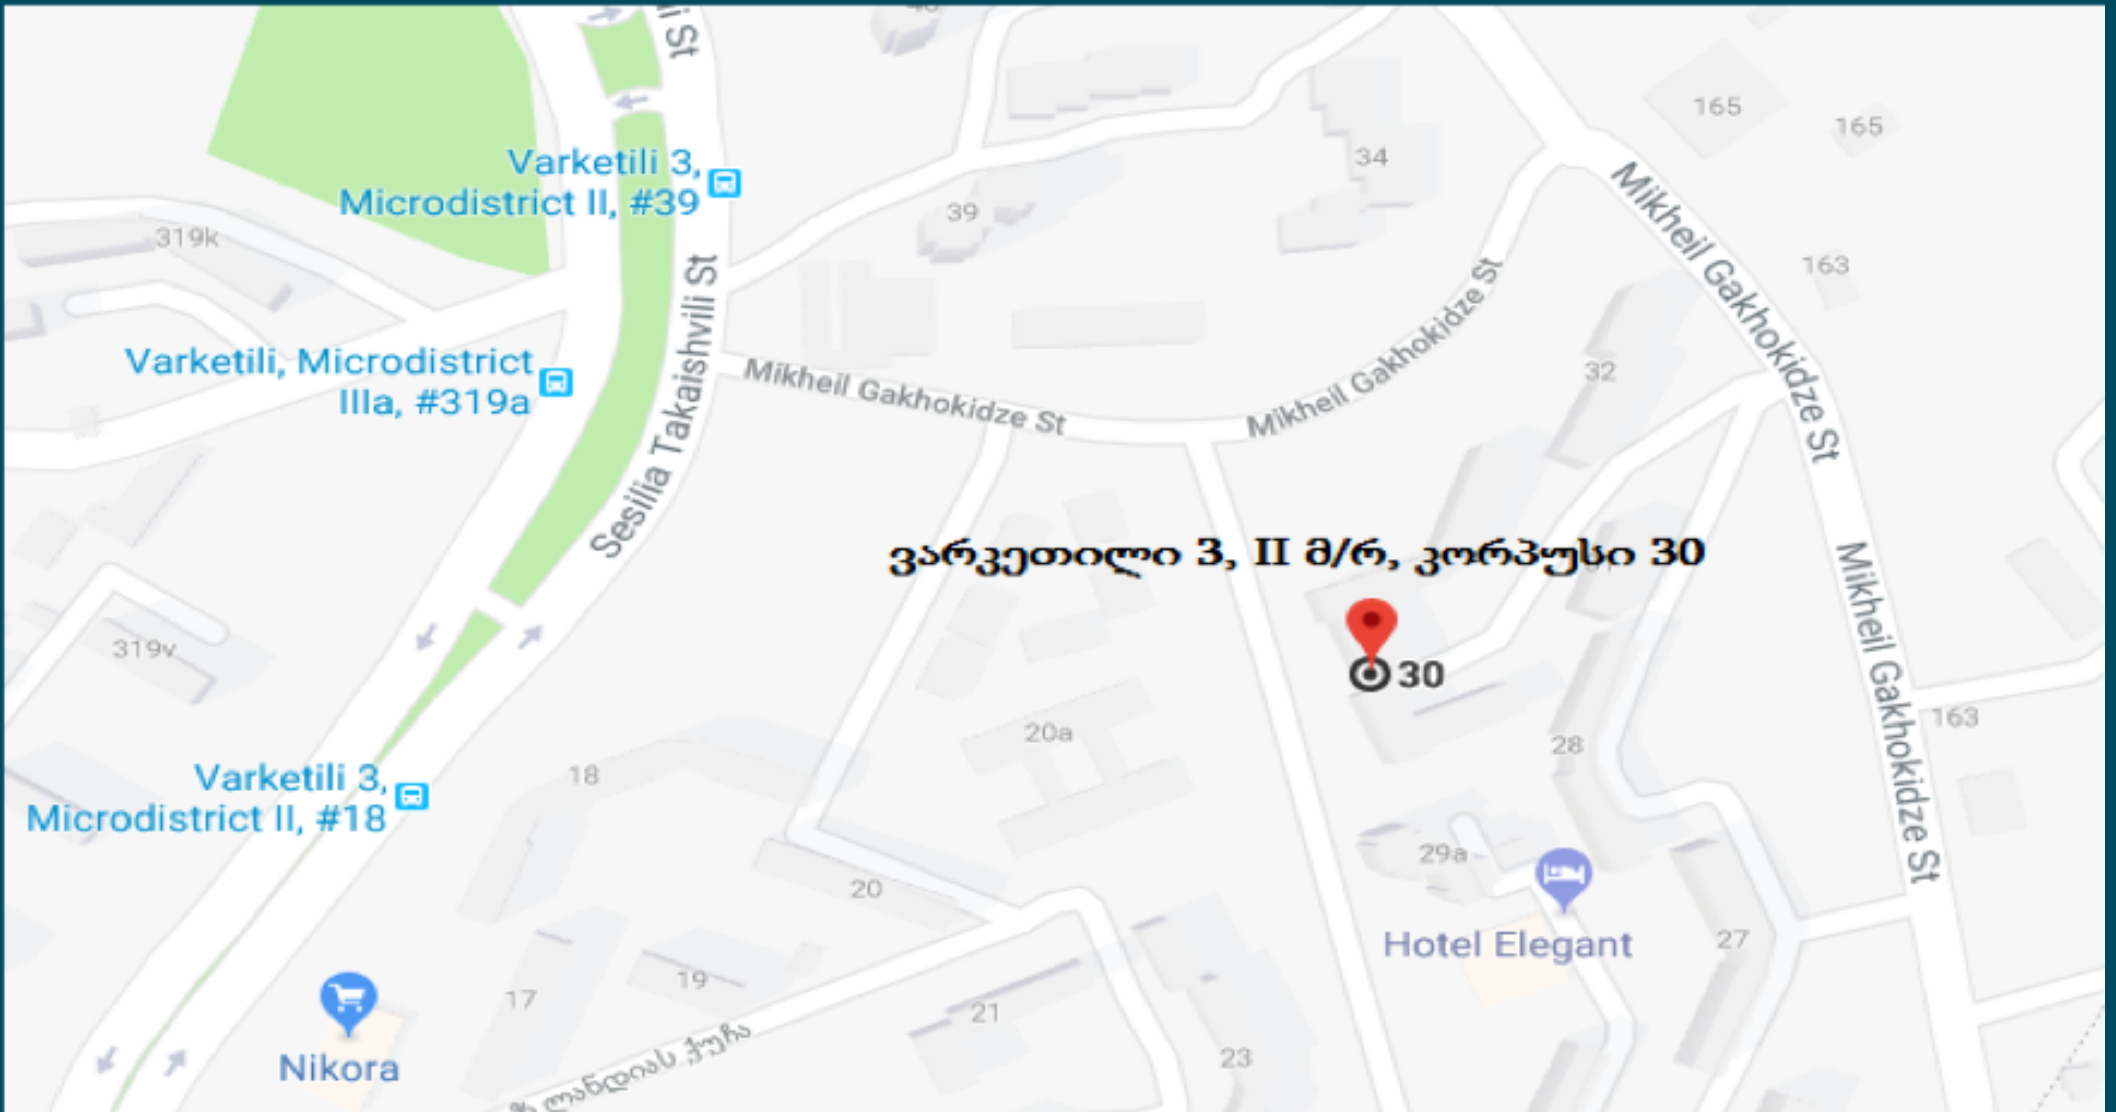 St
165
165
34
Varketili 3,
Microdistrict II, #39
39
319k
Mikheil Gakhokidze St
163
Sesilia Takaishvili St
Mikheil Gakhokidze St
Mikheil Gakhokidze St
Varketili, Microdistrict
IIIa, #319a
32
ვარკეთილი 3, II მ/რ, კორპუსი 30
Mikheil Gakhokidze St
319v
30
163
20a
28
18
Varketili 3,
Microdistrict II, #18
29a
20
Hotel Elegant
27
19
17
21
Nikora
ქუჩა
23